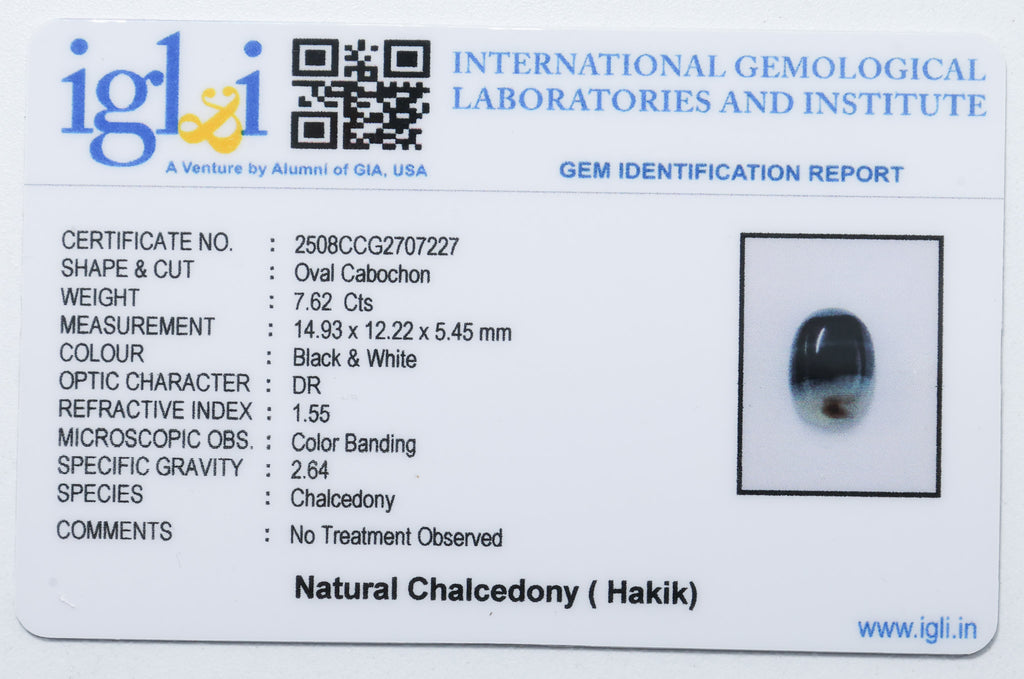 igl&i
INTERNATIONAL GEMOLOGICAL
LABORATORIES AND INSTITUTE
A Venture by Alumni of GIA, USA
GEM IDENTIFICATION REPORT
CERTIFICATE NO. : 2508CCG2707227
SHAPE & CUT : Oval Cabochon
WEIGHT : 7.62 Cts
MEASUREMENT : 14.93 x 12.22 x 5.45 mm
COLOUR : Black & White
OPTIC CHARACTER : DR
REFRACTIVE INDEX : 1.55
MICROSCOPIC OBS. : Color Banding
SPECIFIC GRAVITY : 2.64
SPECIES : Chalcedony
COMMENTS : No Treatment Observed
Natural Chalcedony ( Hakik)
www.igli.in